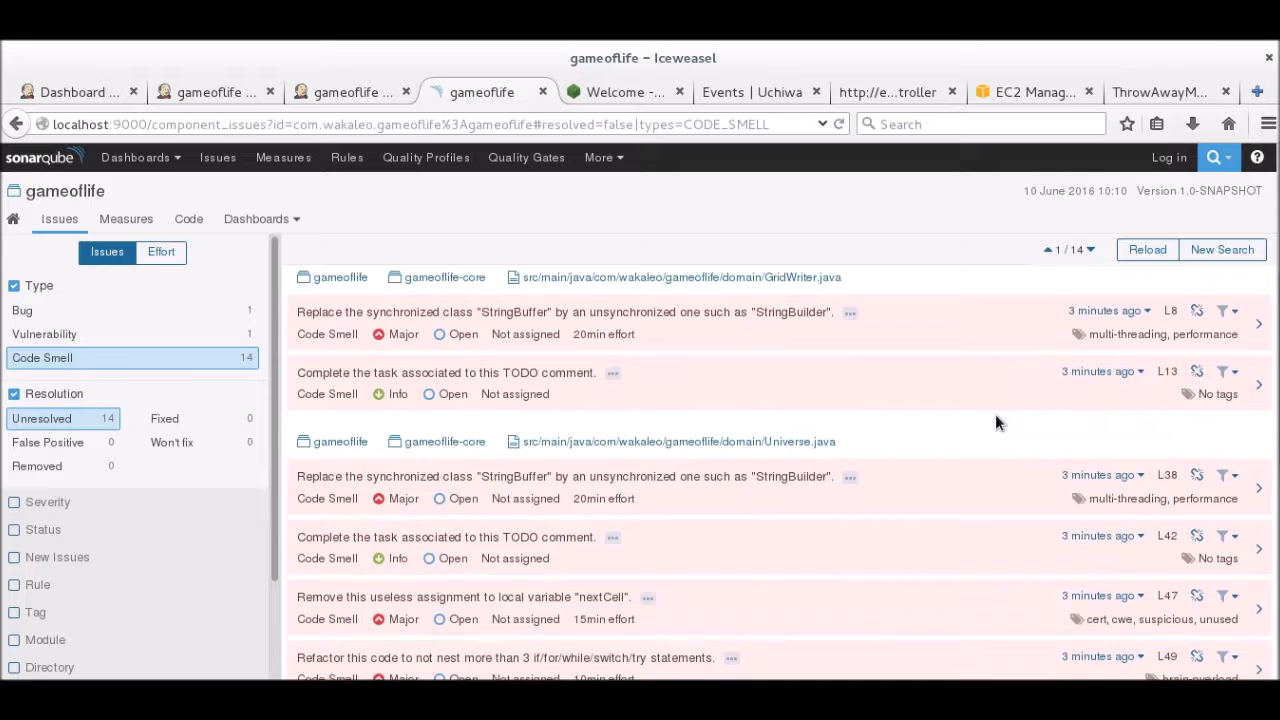 gameoflife – Iceweasel
Dashboard ... gameoflife ... gameoflife ... gameoflife Welcome -... Events | Uchiwa http://e...troller EC2 Manag... ThrowAwayM...
localhost:9000/component_issues?id=com.wakaleo.gameoflife%3Agameoflife#resolved=false|types=CODE_SMELL Search
sonarqube Dashboards Issues Measures Rules Quality Profiles Quality Gates More Log in
gameoflife 10 June 2016 10:10 Version 1.0-SNAPSHOT
Issues Measures Code Dashboards
Issues Effort 1 / 14 Reload New Search
Type
Bug 1
Vulnerability 1
Code Smell 14
Resolution
Unresolved 14 Fixed 0
False Positive 0 Won't fix 0
Removed 0
Severity
Status
New Issues
Rule
Tag
Module
Directory
gameoflife gameoflife-core src/main/java/com/wakaleo/gameoflife/domain/GridWriter.java
Replace the synchronized class "StringBuffer" by an unsynchronized one such as "StringBuilder". ... 3 minutes ago L8
Code Smell Major Open Not assigned 20min effort multi-threading, performance
Complete the task associated to this TODO comment. ... 3 minutes ago L13
Code Smell Info Open Not assigned No tags
gameoflife gameoflife-core src/main/java/com/wakaleo/gameoflife/domain/Universe.java
Replace the synchronized class "StringBuffer" by an unsynchronized one such as "StringBuilder". ... 3 minutes ago L38
Code Smell Major Open Not assigned 20min effort multi-threading, performance
Complete the task associated to this TODO comment. ... 3 minutes ago L42
Code Smell Info Open Not assigned No tags
Remove this useless assignment to local variable "nextCell". ... 3 minutes ago L47
Code Smell Major Open Not assigned 15min effort cert, cwe, suspicious, unused
Refactor this code to not nest more than 3 if/for/while/switch/try statements. ... 3 minutes ago L49
Code Smell Major Open Not assigned 10min effort brain-overload